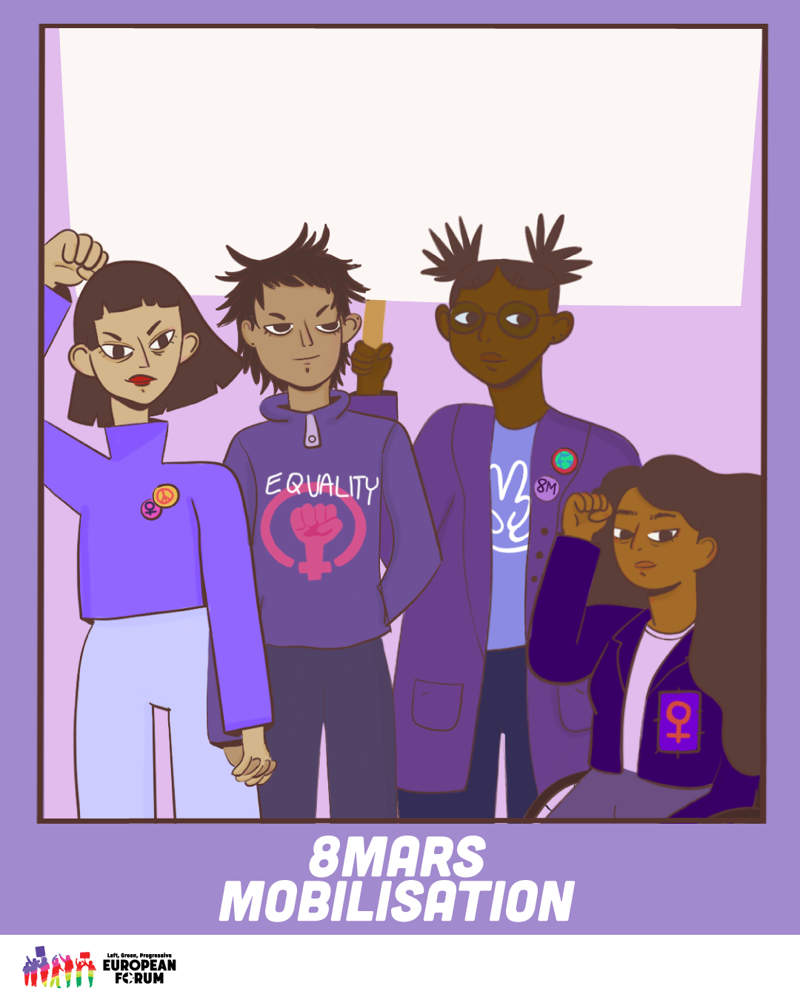 EQUALITY
8M
8MARS
MOBILISATION
Left, Green, Progressive
EUROPEAN
FORUM